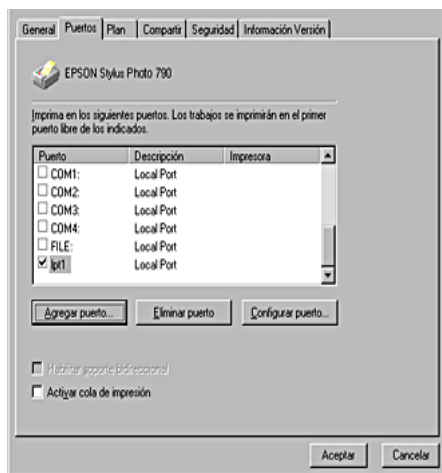 General Puertos Plan Compartir Seguridad Información Versión
EPSON Stylus Photo 790
Imprima en los siguientes puertos. Los trabajos se imprimirán en el primer
puerto libre de los indicados.
Puerto Descripción Impresora
COM1: Local Port
COM2: Local Port
COM3: Local Port
COM4: Local Port
FILE: Local Port
lpt1 Local Port
Agregar puerto... Eliminar puerto Configurar puerto...
Habilitar soporte bidireccional
Activar cola de impresión
Aceptar Cancelar